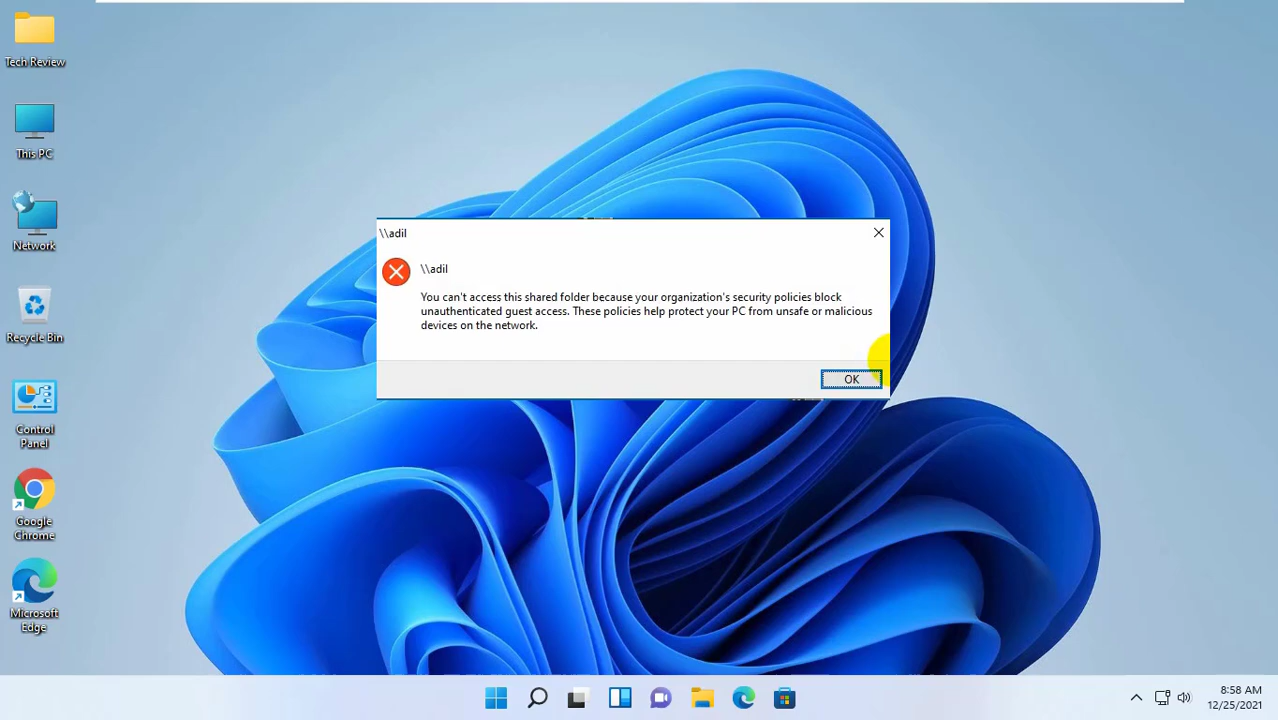 Tech Review
This PC
Network
Recycle Bin
Control
Panel
Google
Chrome
Microsoft
Edge
\\adil
\\adil
You can't access this shared folder because your organization's security policies block
unauthenticated guest access. These policies help protect your PC from unsafe or malicious
devices on the network.
OK
8:58 AM
12/25/2021